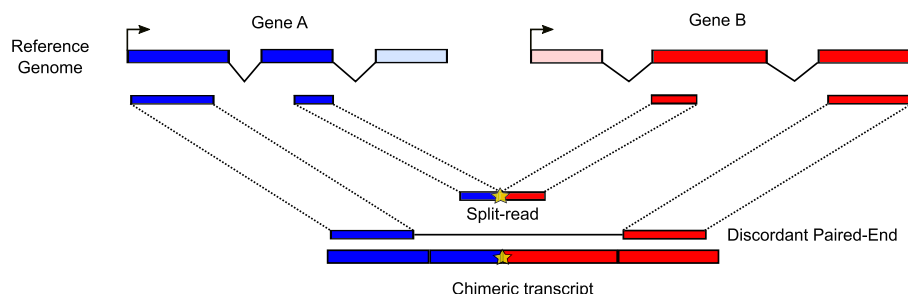 Gene A
Gene B
Reference
Genome
Split-read
Discordant Paired-End
Chimeric transcript